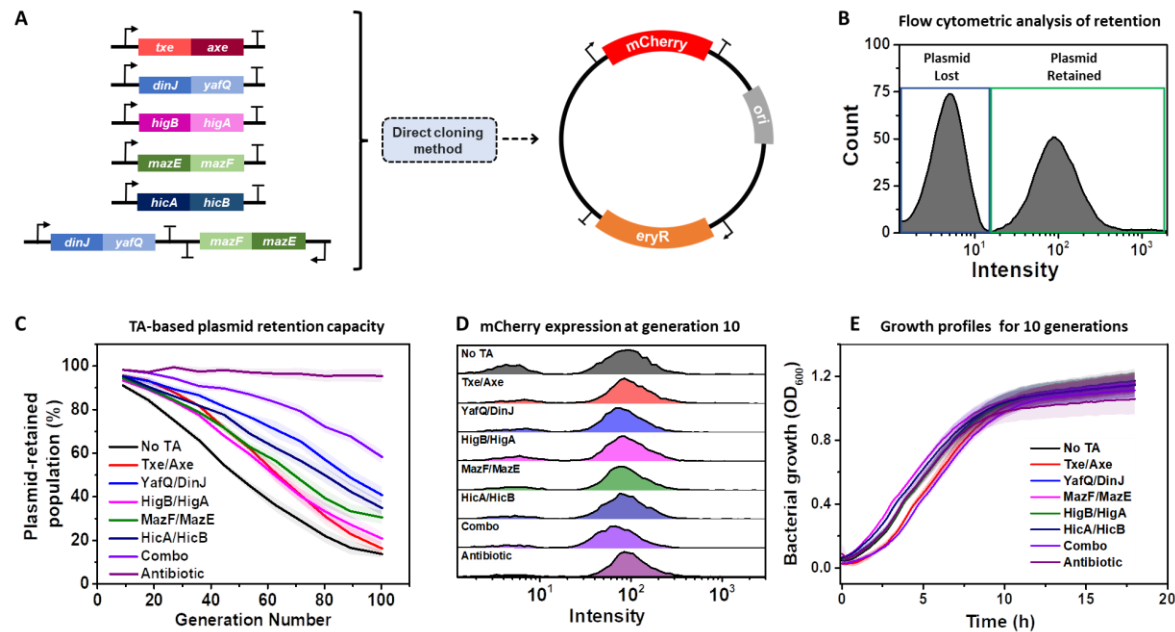 A
txe axe
dinJ yafQ
higB higA
mazE mazF
hicA hicB
dinJ yafQ mazF mazE
Direct cloning
method
mCherry
ori
eryR
B
Flow cytometric analysis of retention
Plasmid
Lost
Plasmid
Retained
100
75
50
25
0
Count
10¹ 10² 10³
Intensity
C
TA-based plasmid retention capacity
100
80
60
40
20
0
Plasmid-retained
population (%)
No TA
Txe/Axe
YafQ/DinJ
HigB/HigA
MazF/MazE
HicA/HicB
Combo
Antibiotic
0 20 40 60 80 100
Generation Number
D
mCherry expression at generation 10
No TA
Txe/Axe
YafQ/DinJ
HigB/HigA
MazF/MazE
HicA/HicB
Combo
Antibiotic
10¹ 10² 10³
Intensity
E
Growth profiles for 10 generations
1.2
0.8
0.4
0.0
Bacterial growth (OD₆₀₀)
No TA
Txe/Axe
YafQ/DinJ
MazF/MazE
HigB/HigA
HicA/HicB
Combo
Antibiotic
0 5 10 15 20
Time (h)